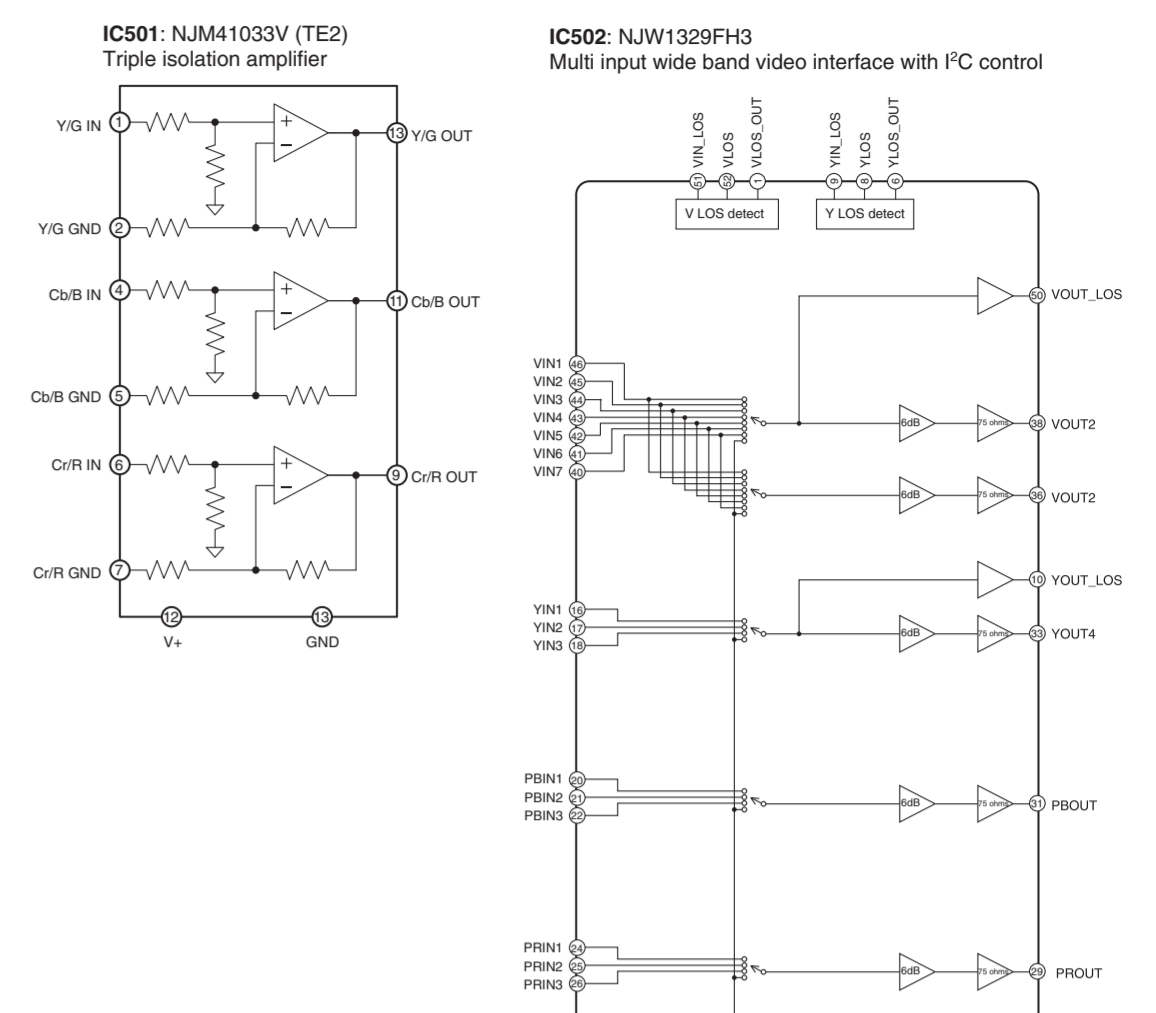 IC501: NJM41033V (TE2)
Triple isolation amplifier
Y/G IN 1
+
−
13 Y/G OUT
Y/G GND 2
Cb/B IN 4
+
−
11 Cb/B OUT
Cb/B GND 5
Cr/R IN 6
+
−
9 Cr/R OUT
Cr/R GND 7
12 13
V+ GND
IC502: NJW1329FH3
Multi input wide band video interface with I²C control
VIN_LOS VLOS VLOS_OUT YIN_LOS YLOS YLOS_OUT
51 52 1 9 8 6
V LOS detect Y LOS detect
50 VOUT_LOS
VIN1 46
VIN2 45
VIN3 44
VIN4 43
VIN5 42
VIN6 41
VIN7 40
6dB 75 ohms 38 VOUT2
6dB 75 ohms 36 VOUT2
10 YOUT_LOS
YIN1 16
YIN2 17
YIN3 18
6dB 75 ohms 33 YOUT4
PBIN1 20
PBIN2 21
PBIN3 22
6dB 75 ohms 31 PBOUT
PRIN1 24
PRIN2 25
PRIN3 26
6dB 75 ohms 29 PROUT